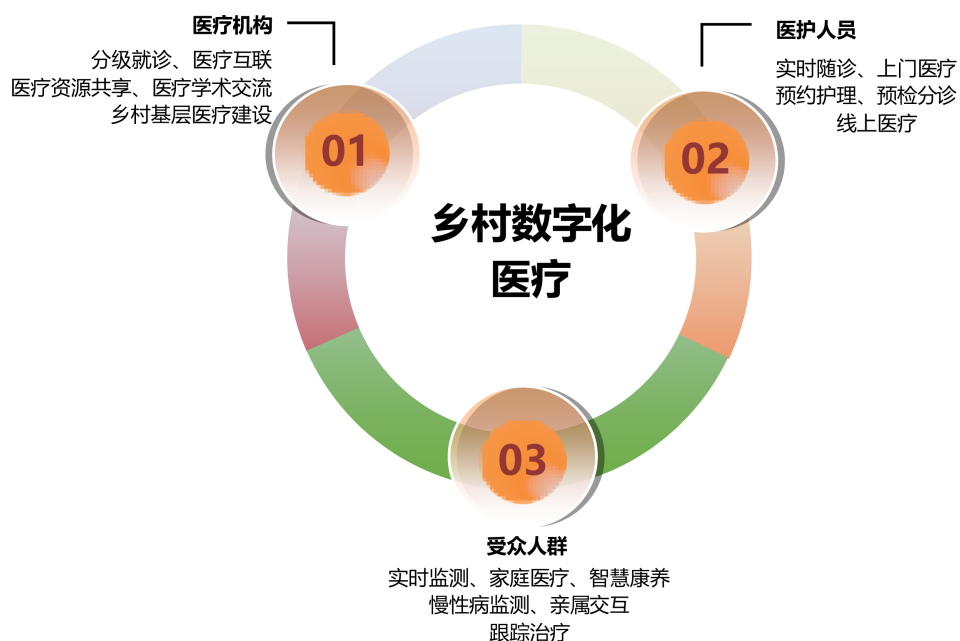 医疗机构
分级就诊、医疗互联
医疗资源共享、医疗学术交流
乡村基层医疗建设
01
医护人员
实时随诊、上门医疗
预约护理、预检分诊
线上医疗
02
乡村数字化
医疗
03
受众人群
实时监测、家庭医疗、智慧康养
慢性病监测、亲属交互
跟踪治疗